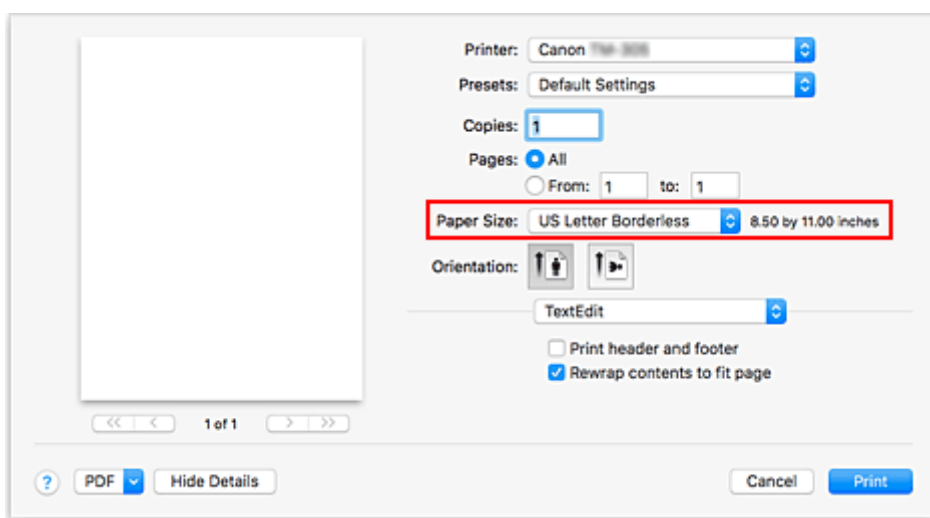 Printer: Canon
Presets: Default Settings
Copies: 1
Pages: All
From: 1 to: 1
Paper Size: US Letter Borderless 8.50 by 11.00 inches
Orientation:
TextEdit
Print header and footer
Rewrap contents to fit page
<< < 1 of 1 > >>
? PDF Hide Details Cancel Print